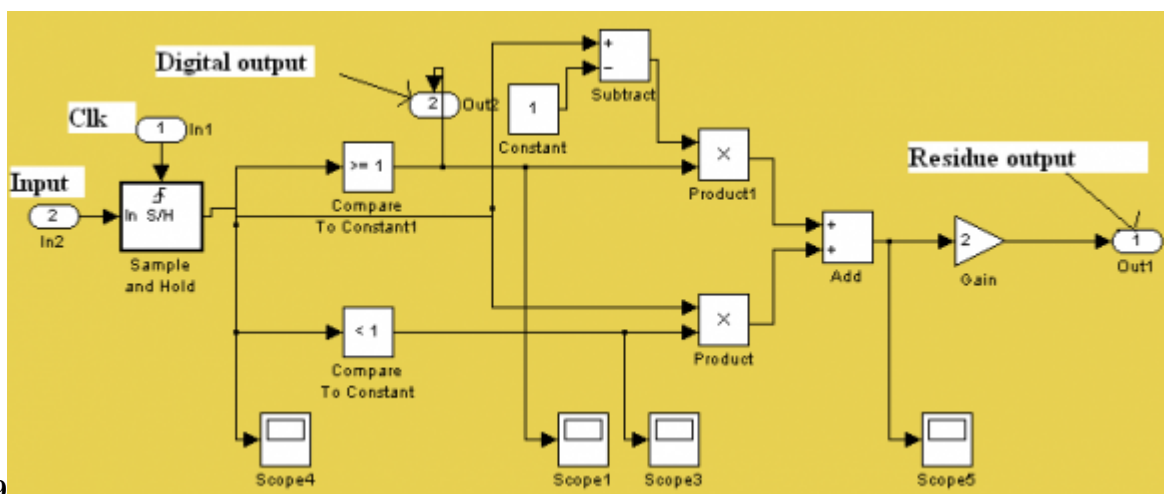 Digital output
+
−
Subtract
2
Out2
1
Constant
Clk
1
In1
>= 1
Compare
To Constant1
×
Product1
Residue output
Input
2
In2
In S/H
Sample
and Hold
+
+
Add
2
Gain
1
Out1
< 1
Compare
To Constant
×
Product
Scope4
Scope1
Scope3
Scope5
9